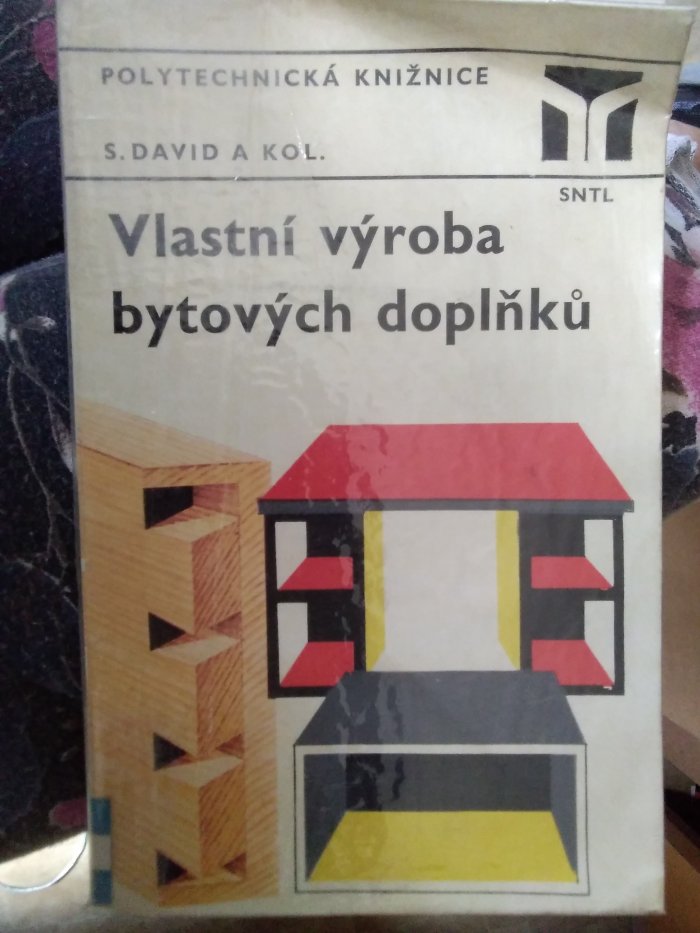 POLYTECHNICKÁ KNIŽNICE
S. DAVID A KOL.
SNTL
Vlastní výroba
bytových doplňků